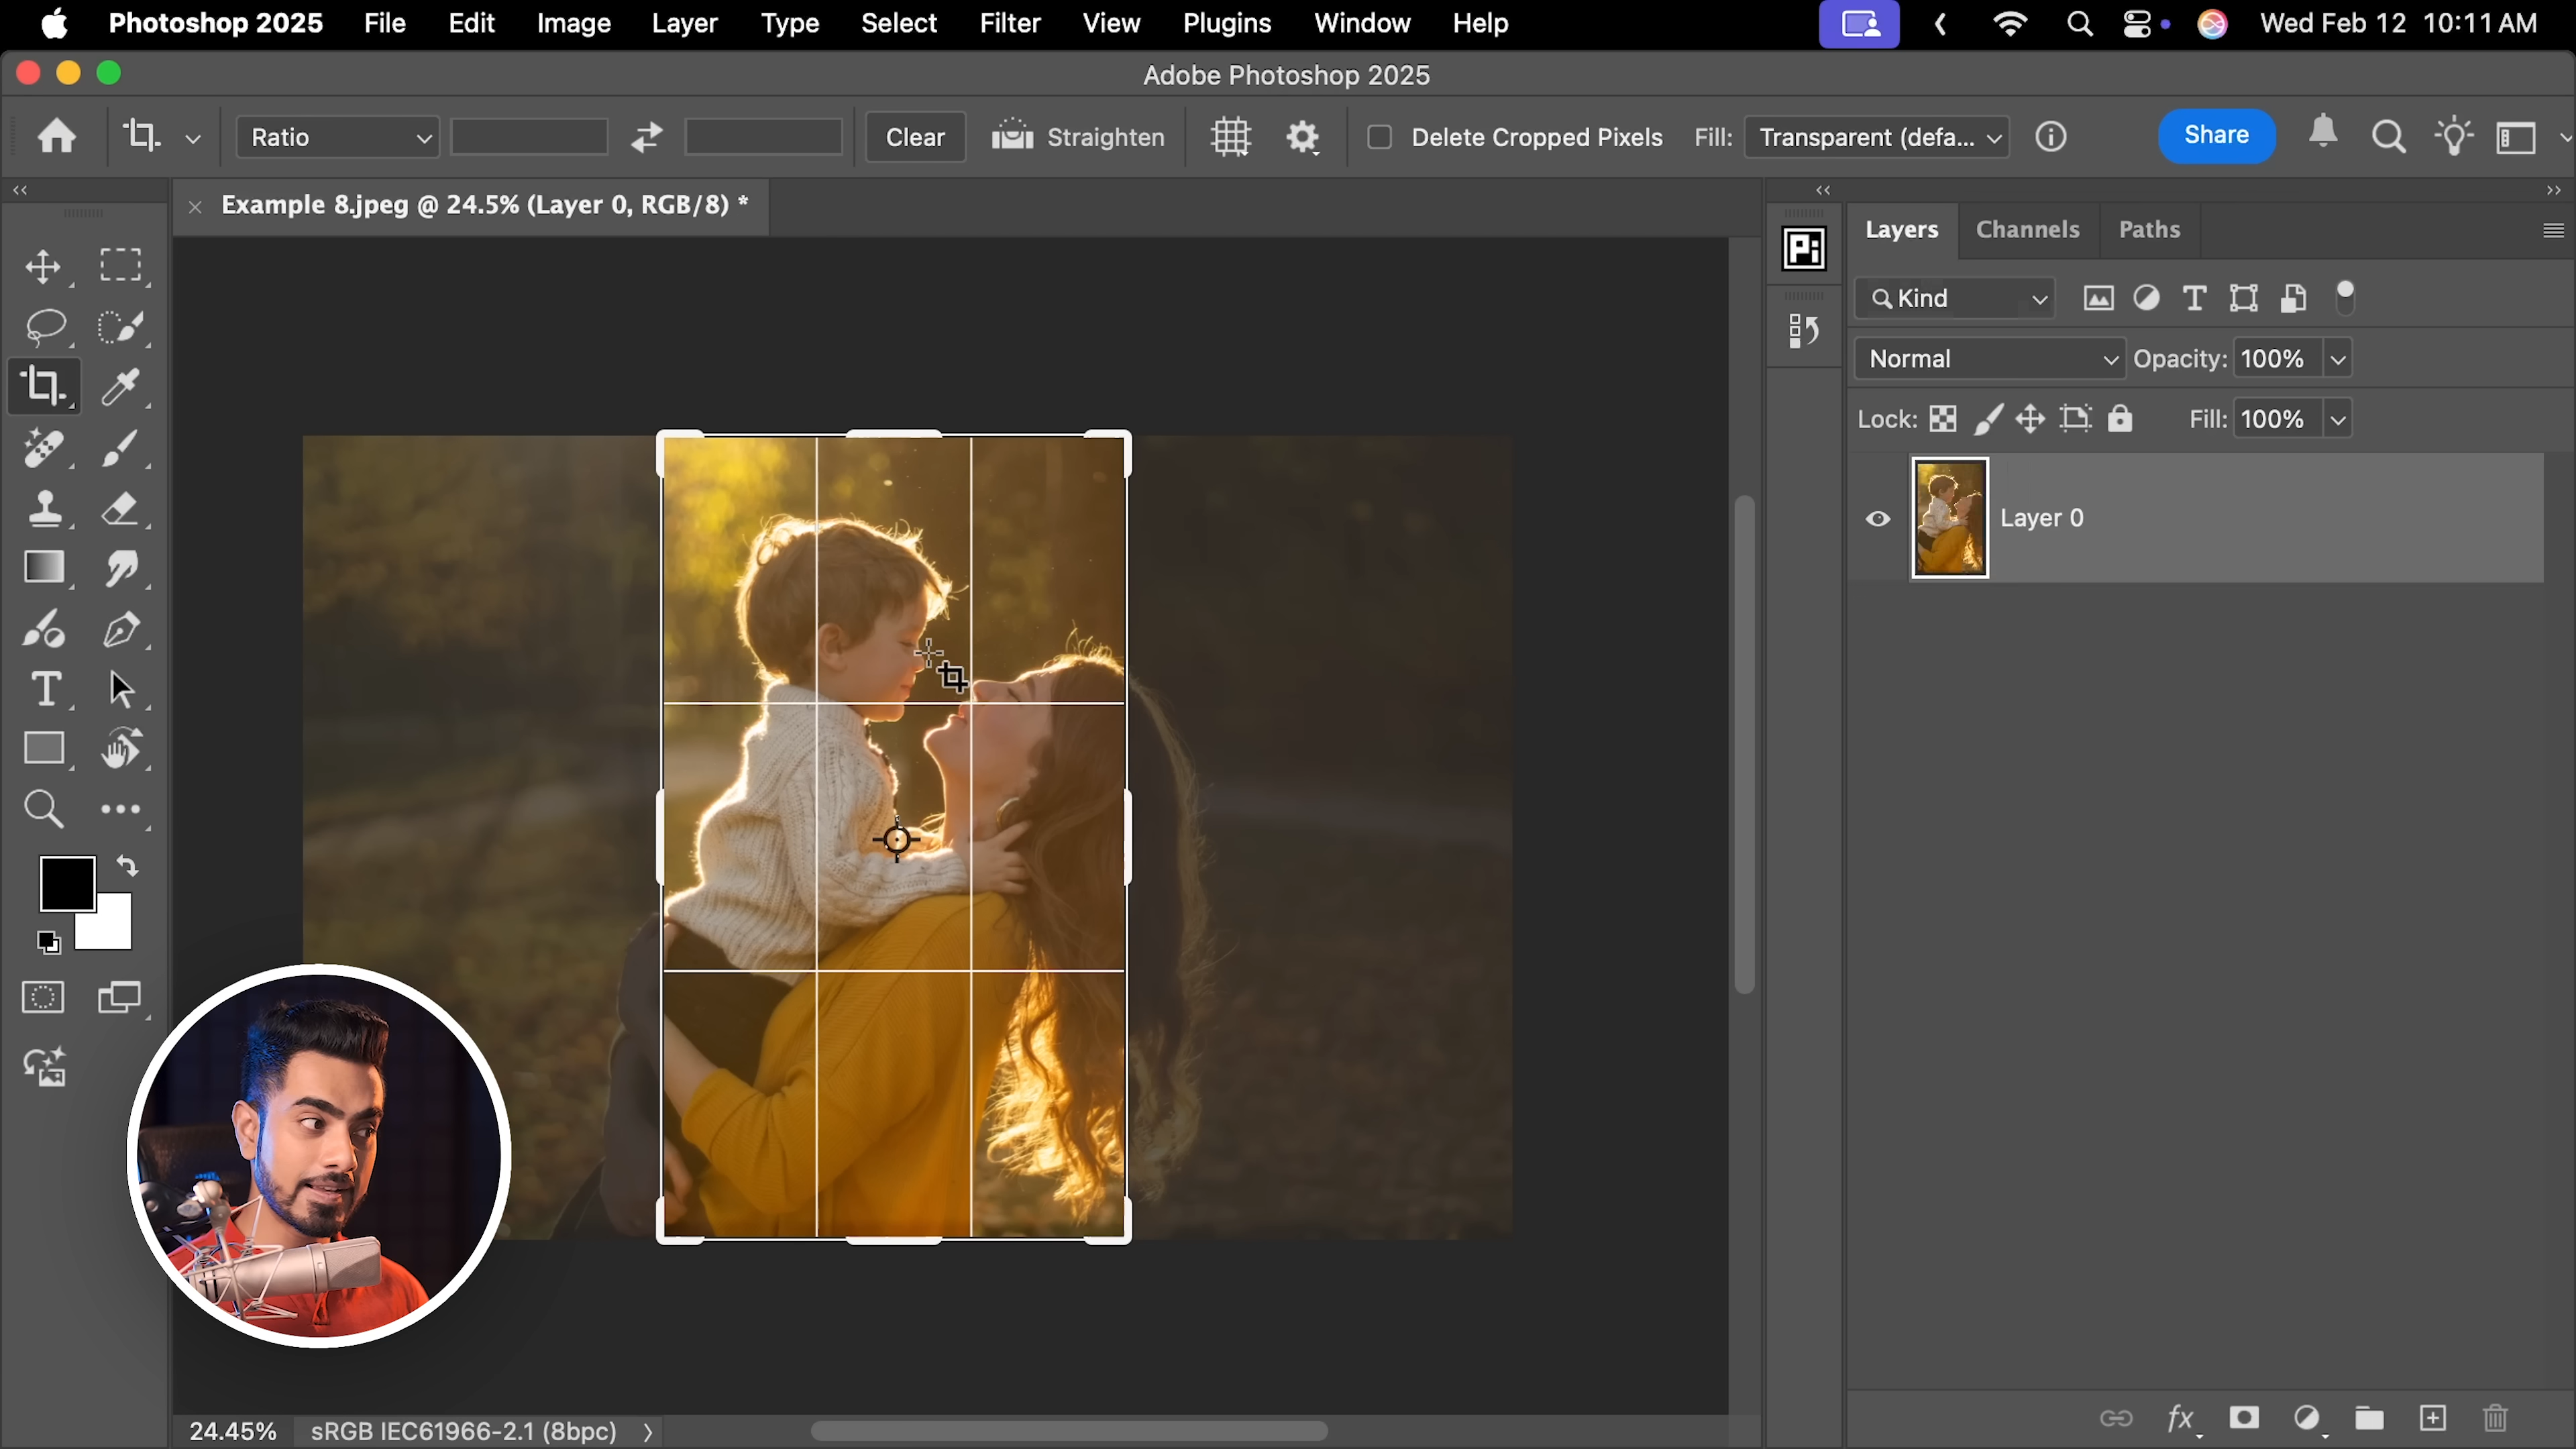 Photoshop 2025 File Edit Image Layer Type Select Filter View Plugins Window Help Wed Feb 12 10:11 AM
Adobe Photoshop 2025
Ratio Clear Straighten Delete Cropped Pixels Fill: Transparent (defa... Share
Example 8.jpeg @ 24.5% (Layer 0, RGB/8) *
Pi
Layers Channels Paths
Kind
Normal Opacity: 100%
Lock: Fill: 100%
Layer 0
24.45% sRGB IEC61966-2.1 (8bpc)
fx